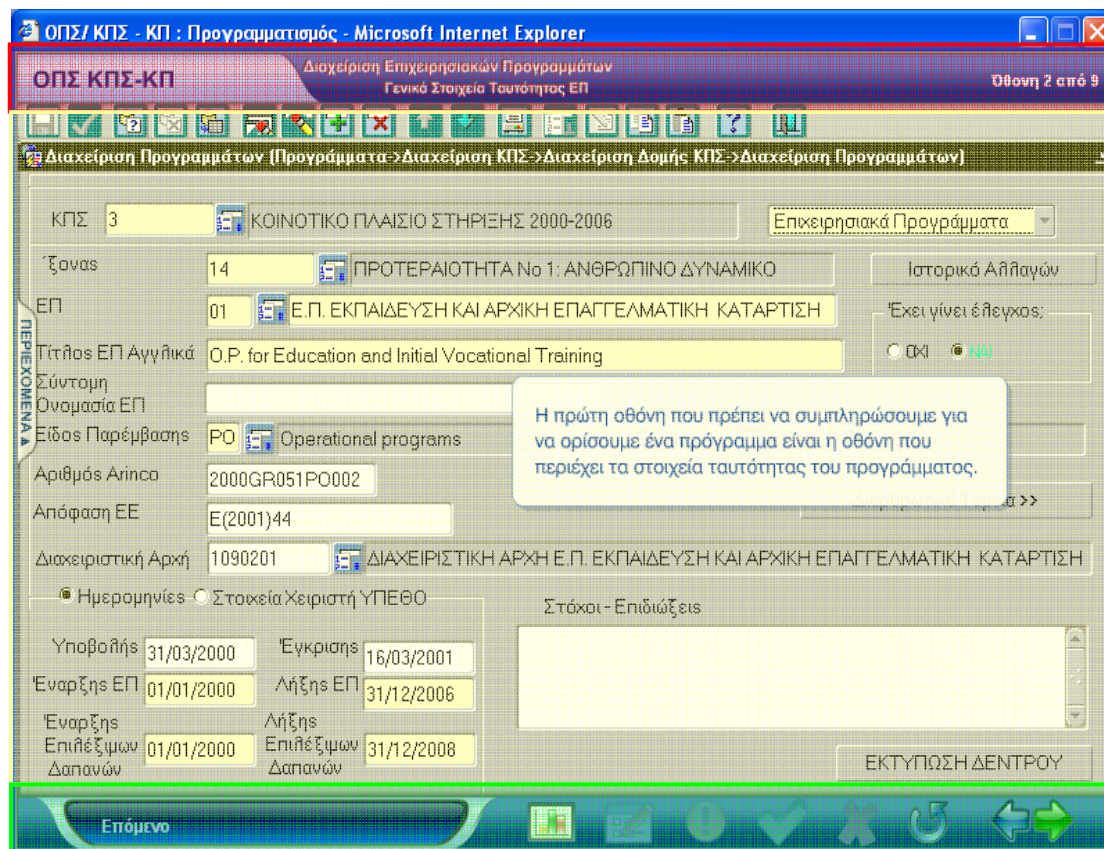 ΟΠΣ/ ΚΠΣ - ΚΠ : Προγραμματισμός - Microsoft Internet Explorer
ΟΠΣ ΚΠΣ-ΚΠ
Διαχείριση Επιχειρησιακών Προγραμμάτων
Γενικά Στοιχεία Ταυτότητας ΕΠ
Όθονη 2 από 9
Διαχείριση Προγραμμάτων (Προγράμματα->Διαχείριση ΚΠΣ->Διαχείριση Δομής ΚΠΣ->Διαχείριση Προγραμμάτων)
ΚΠΣ 3 ΚΟΙΝΟΤΙΚΟ ΠΛΑΙΣΙΟ ΣΤΗΡΙΞΗΣ 2000-2006 Επιχειρησιακά Προγράμματα
Άξονας 14 ΠΡΟΤΕΡΑΙΟΤΗΤΑ Νο 1: ΑΝΘΡΩΠΙΝΟ ΔΥΝΑΜΙΚΟ Ιστορικό Αλλαγών
ΕΠ 01 Ε.Π. ΕΚΠΑΙΔΕΥΣΗ ΚΑΙ ΑΡΧΙΚΗ ΕΠΑΓΓΕΛΜΑΤΙΚΗ ΚΑΤΑΡΤΙΣΗ
Έχει γίνει έλεγχος;
ΟΧΙ ΝΑΙ
Τίτλος ΕΠ Αγγλικά O.P. for Education and Initial Vocational Training
Σύντομη
Ονομασία ΕΠ
Είδος Παρέμβασης PO Operational programs
Η πρώτη οθόνη που πρέπει να συμπληρώσουμε για
να ορίσουμε ένα πρόγραμμα είναι η οθόνη που
περιέχει τα στοιχεία ταυτότητας του προγράμματος.
Αριθμός Arinco 2000GR051PO002
Απόφαση ΕΕ E(2001)44
>>
Διαχειριστική Αρχή 1090201 ΔΙΑΧΕΙΡΙΣΤΙΚΗ ΑΡΧΗ Ε.Π. ΕΚΠΑΙΔΕΥΣΗ ΚΑΙ ΑΡΧΙΚΗ ΕΠΑΓΓΕΛΜΑΤΙΚΗ ΚΑΤΑΡΤΙΣΗ
Ημερομηνίες Στοιχεία Χειριστή ΥΠΕΘΟ
Στόχοι - Επιδιώξεις
Υποβολής 31/03/2000 Έγκρισης 16/03/2001
Έναρξης ΕΠ 01/01/2000 Λήξης ΕΠ 31/12/2006
Έναρξης
Επιλέξιμων
Δαπανών
01/01/2000
Λήξης
Επιλέξιμων
Δαπανών
31/12/2008
ΕΚΤΥΠΩΣΗ ΔΕΝΤΡΟΥ
ΠΕΡΙΕΧΟΜΕΝΑ
Επόμενο